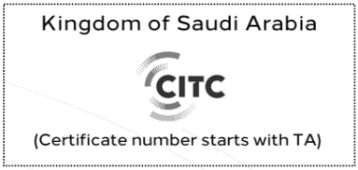 Kingdom of Saudi Arabia
CITC
(Certificate number starts with TA)